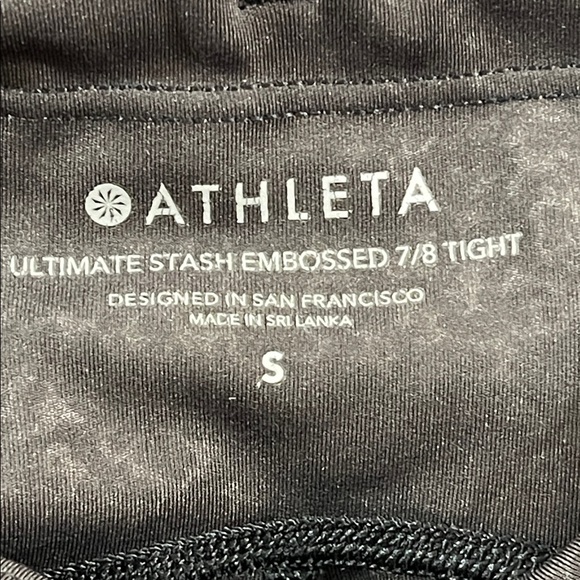 ATHLETA
ULTIMATE STASH EMBOSSED 7/8 TIGHT
DESIGNED IN SAN FRANCISCO
MADE IN SRI LANKA
S